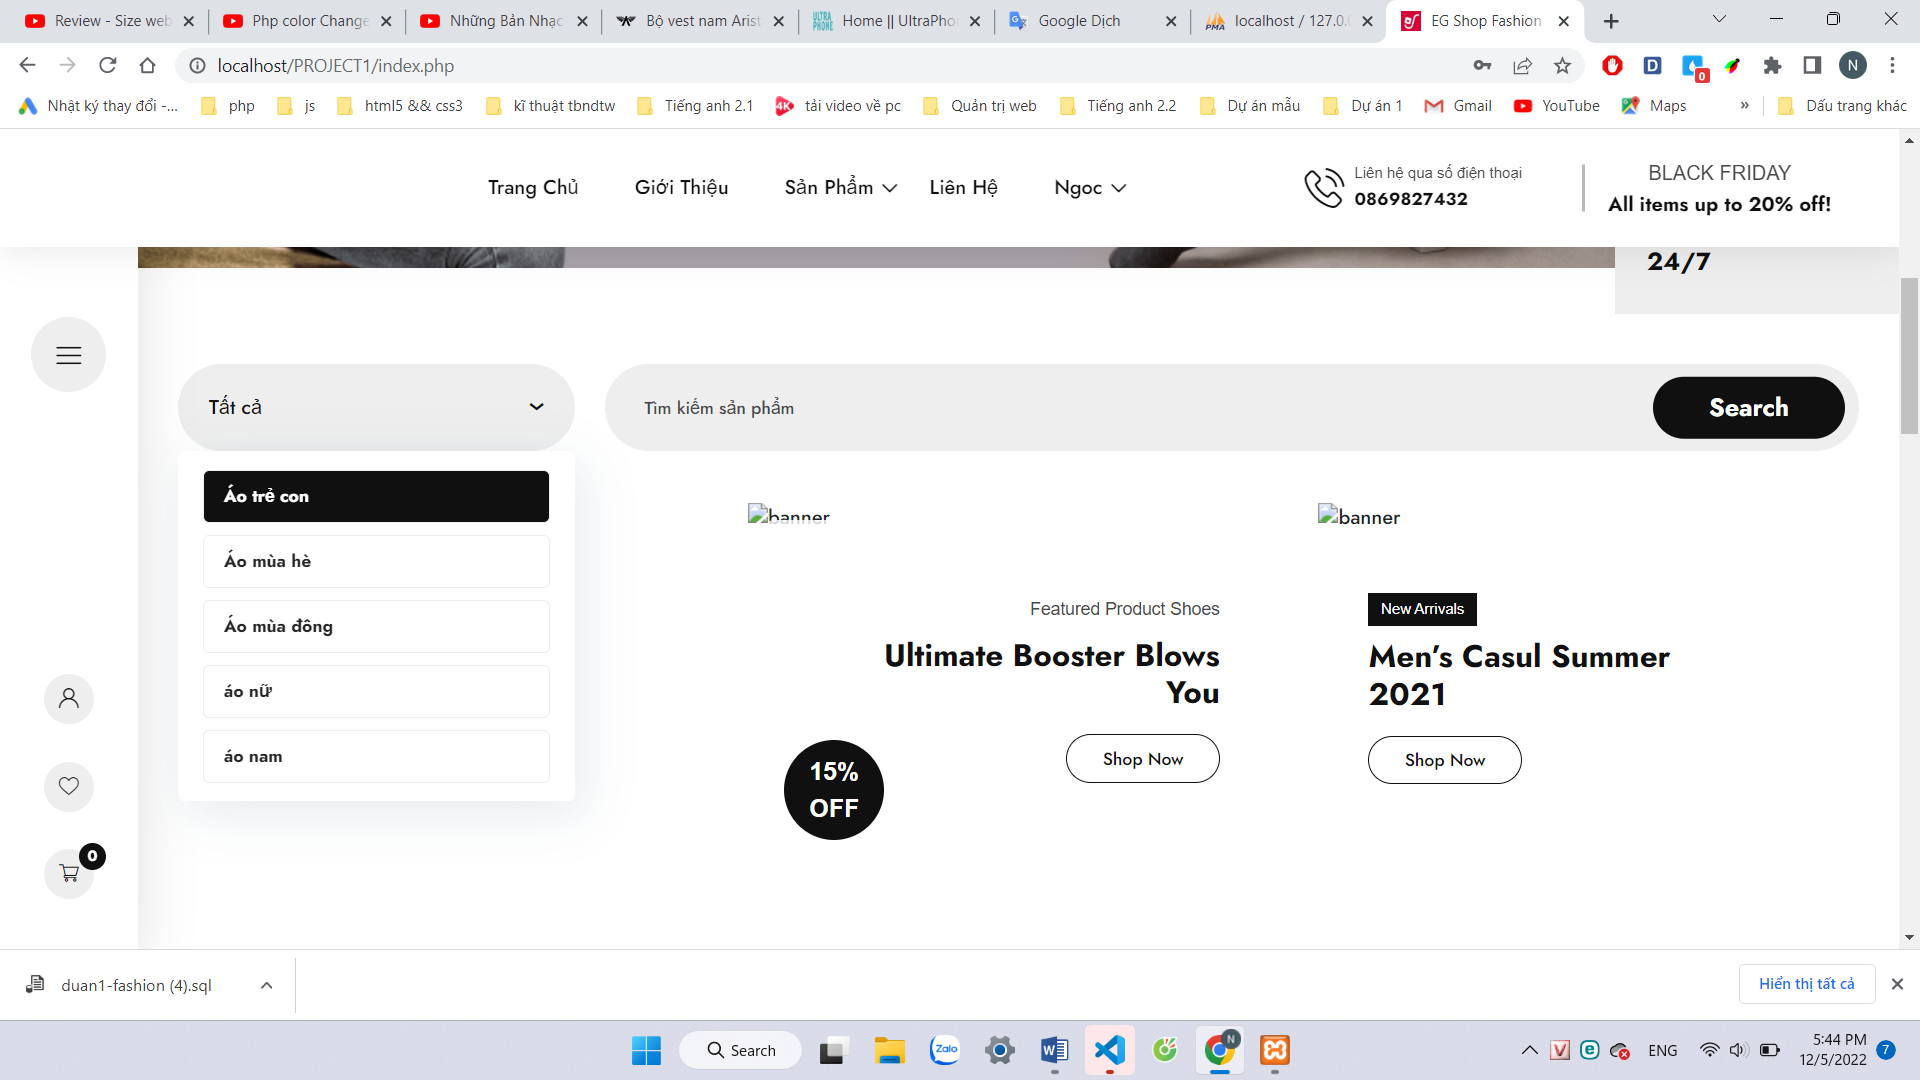 Review - Size web
Php color Change
Những Bản Nhạc
Bộ vest nam Arist
Home || UltraPho
Google Dịch
localhost / 127.0.0
EG Shop Fashion
localhost/PROJECT1/index.php
D
0
N
Nhật ký thay đổi -...
php
js
html5 && css3
kĩ thuật tbndtw
Tiếng anh 2.1
4K
tải video về pc
Quản trị web
Tiếng anh 2.2
Dự án mẫu
Dự án 1
Gmail
YouTube
Maps
»
Dấu trang khác
Trang Chủ
Giới Thiệu
Sản Phẩm
Liên Hệ
Ngoc
Liên hệ qua số điện thoại
0869827432
BLACK FRIDAY
All items up to 20% off!
24/7
Tất cả
Tìm kiếm sản phẩm
Search
Áo trẻ con
Áo mùa hè
Áo mùa đông
áo nữ
áo nam
banner
banner
Featured Product Shoes
Ultimate Booster Blows
You
Shop Now
15%
OFF
New Arrivals
Men’s Casul Summer
2021
Shop Now
0
duan1-fashion (4).sql
Hiển thị tất cả
Search
Zalo
N
ENG
5:44 PM
12/5/2022
7